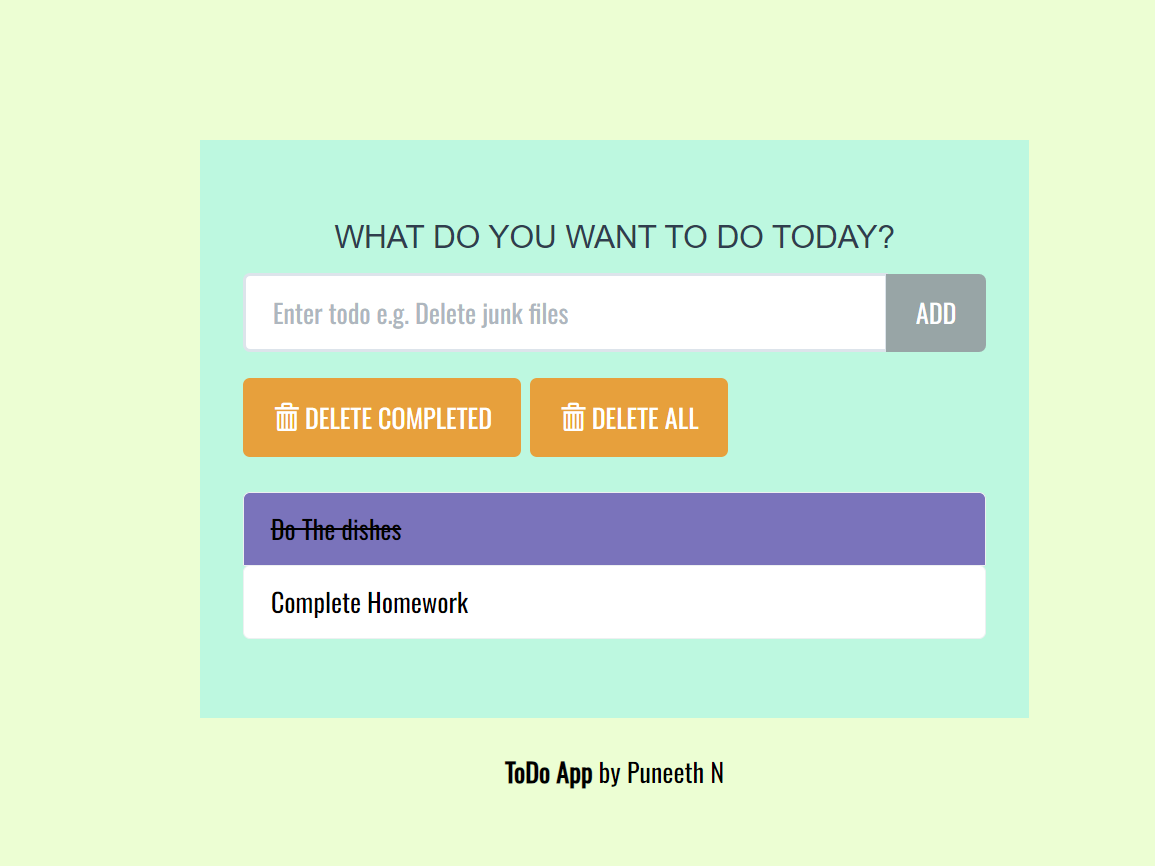 WHAT DO YOU WANT TO DO TODAY?
Enter todo e.g. Delete junk files
ADD
DELETE COMPLETED DELETE ALL
Do The dishes
Complete Homework
ToDo App by Puneeth N